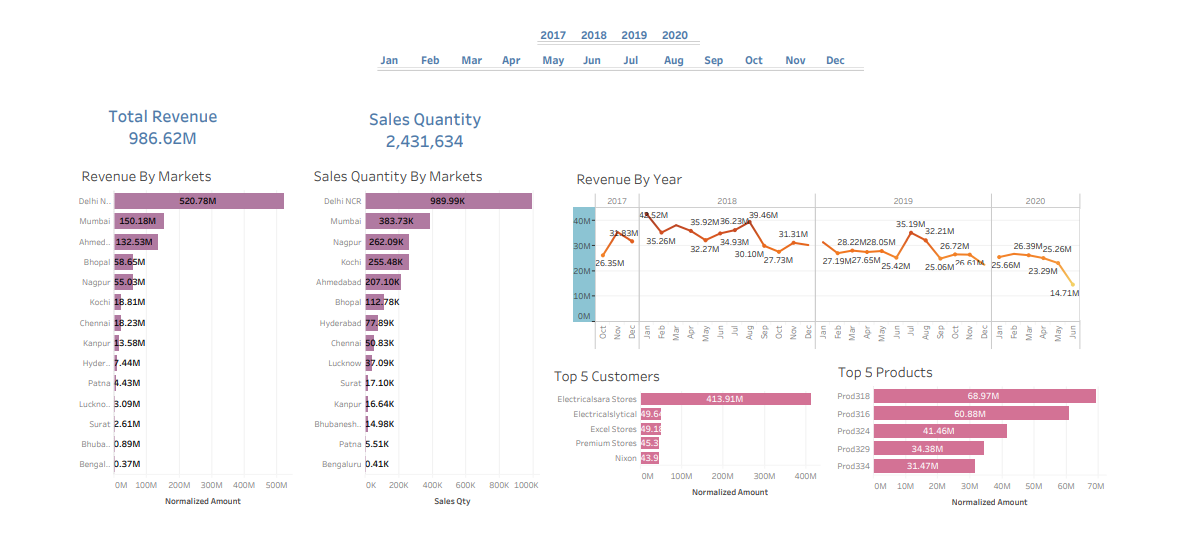 2017 2018 2019 2020
Jan Feb Mar Apr May Jun Jul Aug Sep Oct Nov Dec
Total Revenue
986.62M
Sales Quantity
2,431,634
Revenue By Markets
Delhi N.. 520.78M
Mumbai 150.18M
Ahmed.. 132.53M
Bhopal 58.65M
Nagpur 55.03M
Kochi 18.81M
Chennai 18.23M
Kanpur 13.58M
Hyder.. 7.44M
Patna 4.43M
Luckno.. 3.09M
Surat 2.61M
Bhuba.. 0.89M
Bengal.. 0.37M
0M 100M 200M 300M 400M 500M
Normalized Amount
Sales Quantity By Markets
Delhi NCR 989.99K
Mumbai 383.73K
Nagpur 262.09K
Kochi 255.48K
Ahmedabad 207.10K
Bhopal 112.78K
Hyderabad 77.89K
Chennai 50.83K
Lucknow 37.09K
Surat 17.10K
Kanpur 16.64K
Bhubanesh.. 14.98K
Patna 5.51K
Bengaluru 0.41K
0K 200K 400K 600K 800K 1000K
Sales Qty
Revenue By Year
2017 2018 2019 2020
40M
30M
20M
10M
0M
26.35M 31.83M 42.52M 35.26M 35.92M 32.27M 34.93M 36.23M 39.46M 30.10M 27.73M 31.31M
27.19M 28.22M 27.65M 28.05M 25.42M 35.19M 32.21M 25.06M 26.72M 26.61M
25.66M 26.39M 23.29M 25.26M 14.71M
Oct Nov Dec Jan Feb Mar Apr May Jun Jul Aug Sep Oct Nov Dec Jan Feb Mar Apr May Jun Jul Aug Sep Oct Nov Dec Jan Feb Mar Apr May Jun
Top 5 Customers
Electricalsara Stores 413.91M
Electricalslytical 49.6
Excel Stores 49.1
Premium Stores 45.3
Nixon 43.9
0M 100M 200M 300M 400M
Normalized Amount
Top 5 Products
Prod318 68.97M
Prod316 60.88M
Prod324 41.46M
Prod329 34.38M
Prod334 31.47M
0M 10M 20M 30M 40M 50M 60M 70M
Normalized Amount